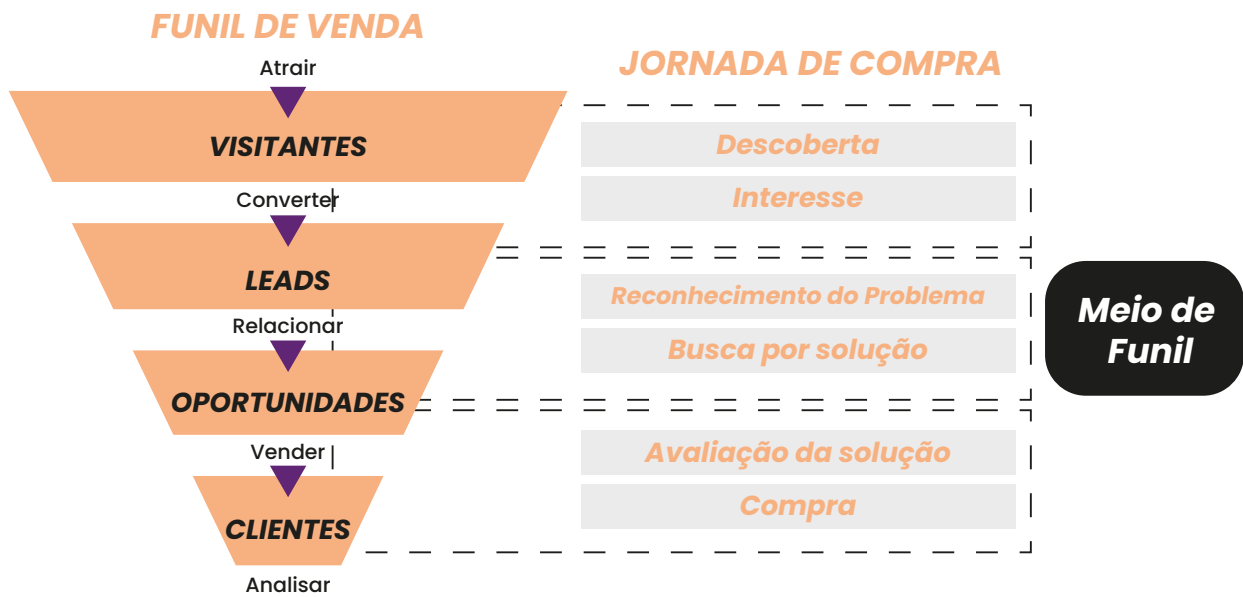 FUNIL DE VENDA
Atrair
VISITANTES
Converter
LEADS
Relacionar
OPORTUNIDADES
Vender
CLIENTES
Analisar
JORNADA DE COMPRA
Descoberta
Interesse
Reconhecimento do Problema
Busca por solução
Avaliação da solução
Compra
Meio de
Funil